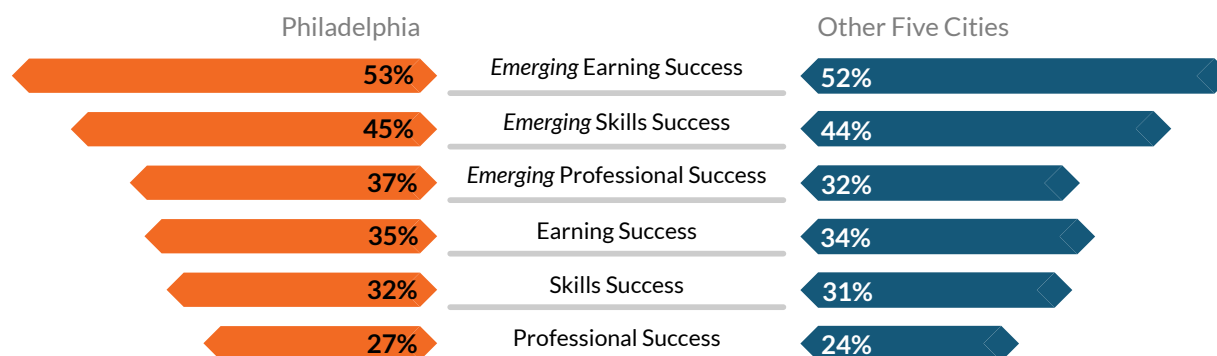 Philadelphia
Other Five Cities
53%
Emerging Earning Success
52%
45%
Emerging Skills Success
44%
37%
Emerging Professional Success
32%
35%
Earning Success
34%
32%
Skills Success
31%
27%
Professional Success
24%